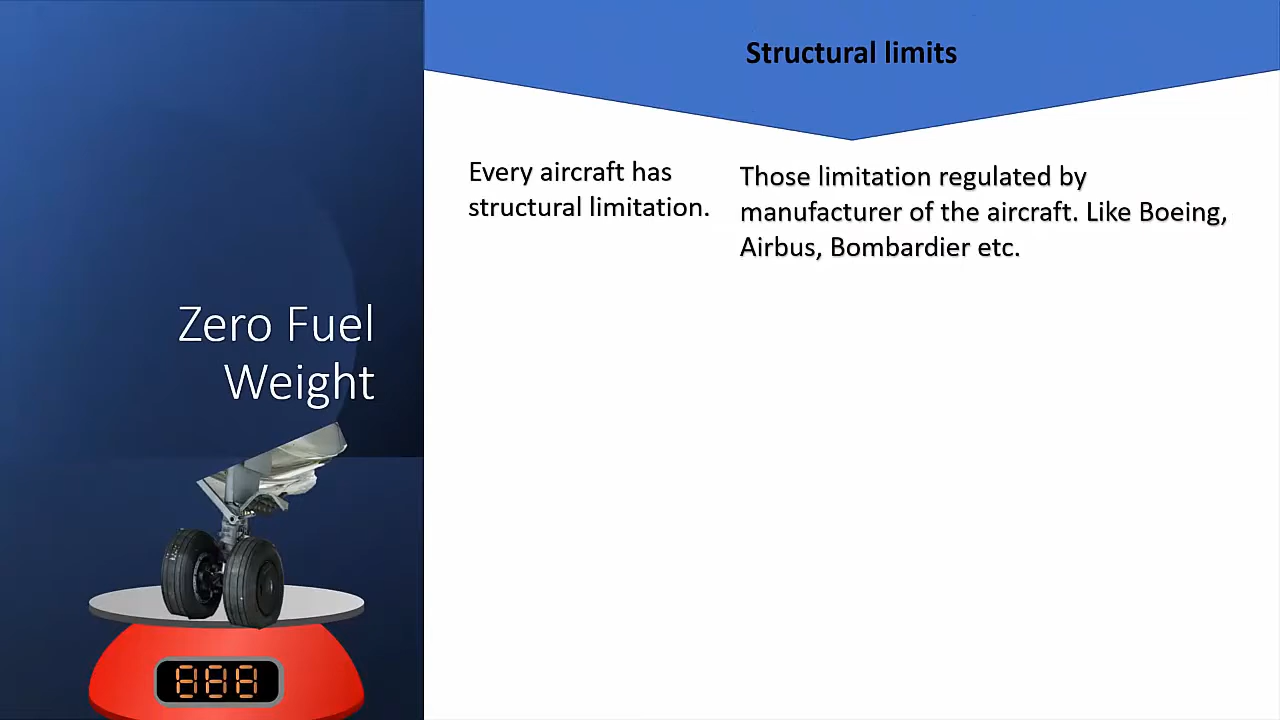 Structural limits
Every aircraft has
structural limitation.
Those limitation regulated by
manufacturer of the aircraft. Like Boeing,
Airbus, Bombardier etc.
Zero Fuel
Weight
888